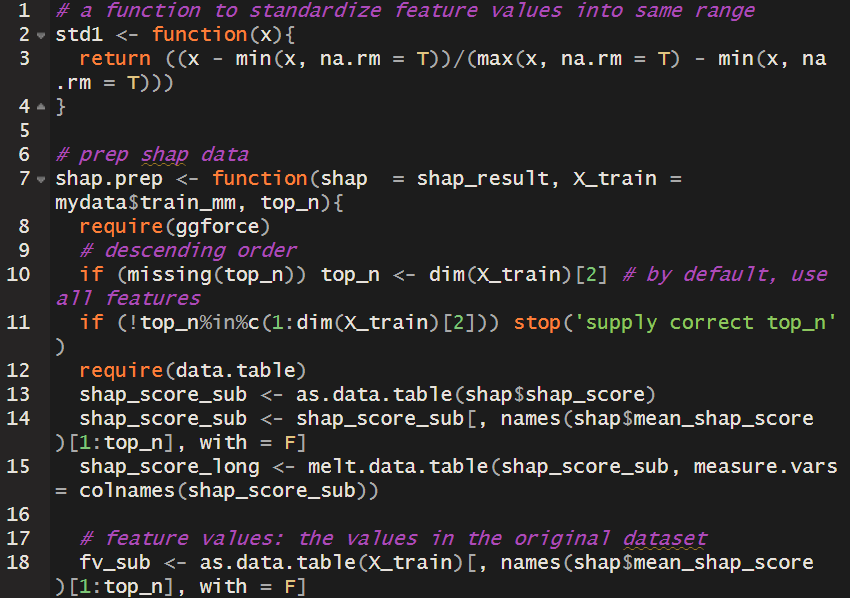 1 # a function to standardize feature values into same range
2 std1 <- function(x){
3 return ((x - min(x, na.rm = T))/(max(x, na.rm = T) - min(x, na
.rm = T)))
4 }
5
6 # prep shap data
7 shap.prep <- function(shap  = shap_result, X_train =
mydata$train_mm, top_n){
8 require(ggforce)
9 # descending order
10 if (missing(top_n)) top_n <- dim(X_train)[2] # by default, use
all features
11 if (!top_n%in%c(1:dim(X_train)[2])) stop('supply correct top_n'
)
12 require(data.table)
13 shap_score_sub <- as.data.table(shap$shap_score)
14 shap_score_sub <- shap_score_sub[, names(shap$mean_shap_score
)[1:top_n], with = F]
15 shap_score_long <- melt.data.table(shap_score_sub, measure.vars
= colnames(shap_score_sub))
16
17 # feature values: the values in the original dataset
18 fv_sub <- as.data.table(X_train)[, names(shap$mean_shap_score
)[1:top_n], with = F]